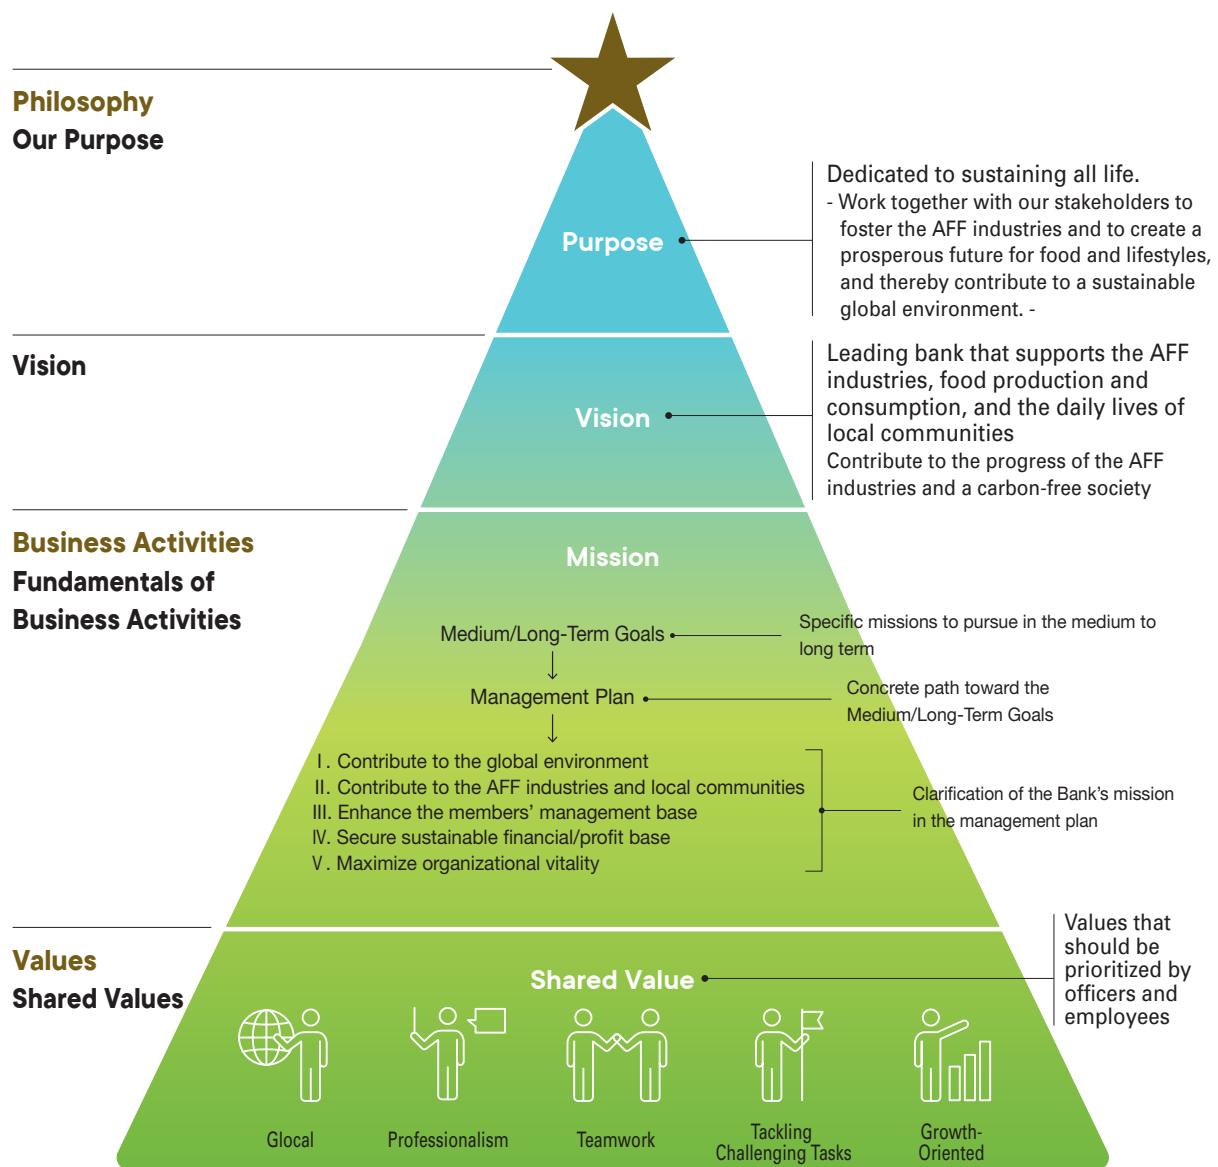 Philosophy
Our Purpose
Purpose
Dedicated to sustaining all life.
- Work together with our stakeholders to
foster the AFF industries and to create a
prosperous future for food and lifestyles,
and thereby contribute to a sustainable
global environment. -
Vision
Vision
Leading bank that supports the AFF
industries, food production and
consumption, and the daily lives of
local communities
Contribute to the progress of the AFF
industries and a carbon-free society
Business Activities
Fundamentals of
Business Activities
Mission
Medium/Long-Term Goals
Specific missions to pursue in the medium to
long term
Management Plan
Concrete path toward the
Medium/Long-Term Goals
I. Contribute to the global environment
II. Contribute to the AFF industries and local communities
III. Enhance the members’ management base
IV. Secure sustainable financial/profit base
V. Maximize organizational vitality
Clarification of the Bank’s mission
in the management plan
Values
Shared Values
Shared Value
Values that
should be
prioritized by
officers and
employees
Glocal
Professionalism
Teamwork
Tackling
Challenging Tasks
Growth-
Oriented